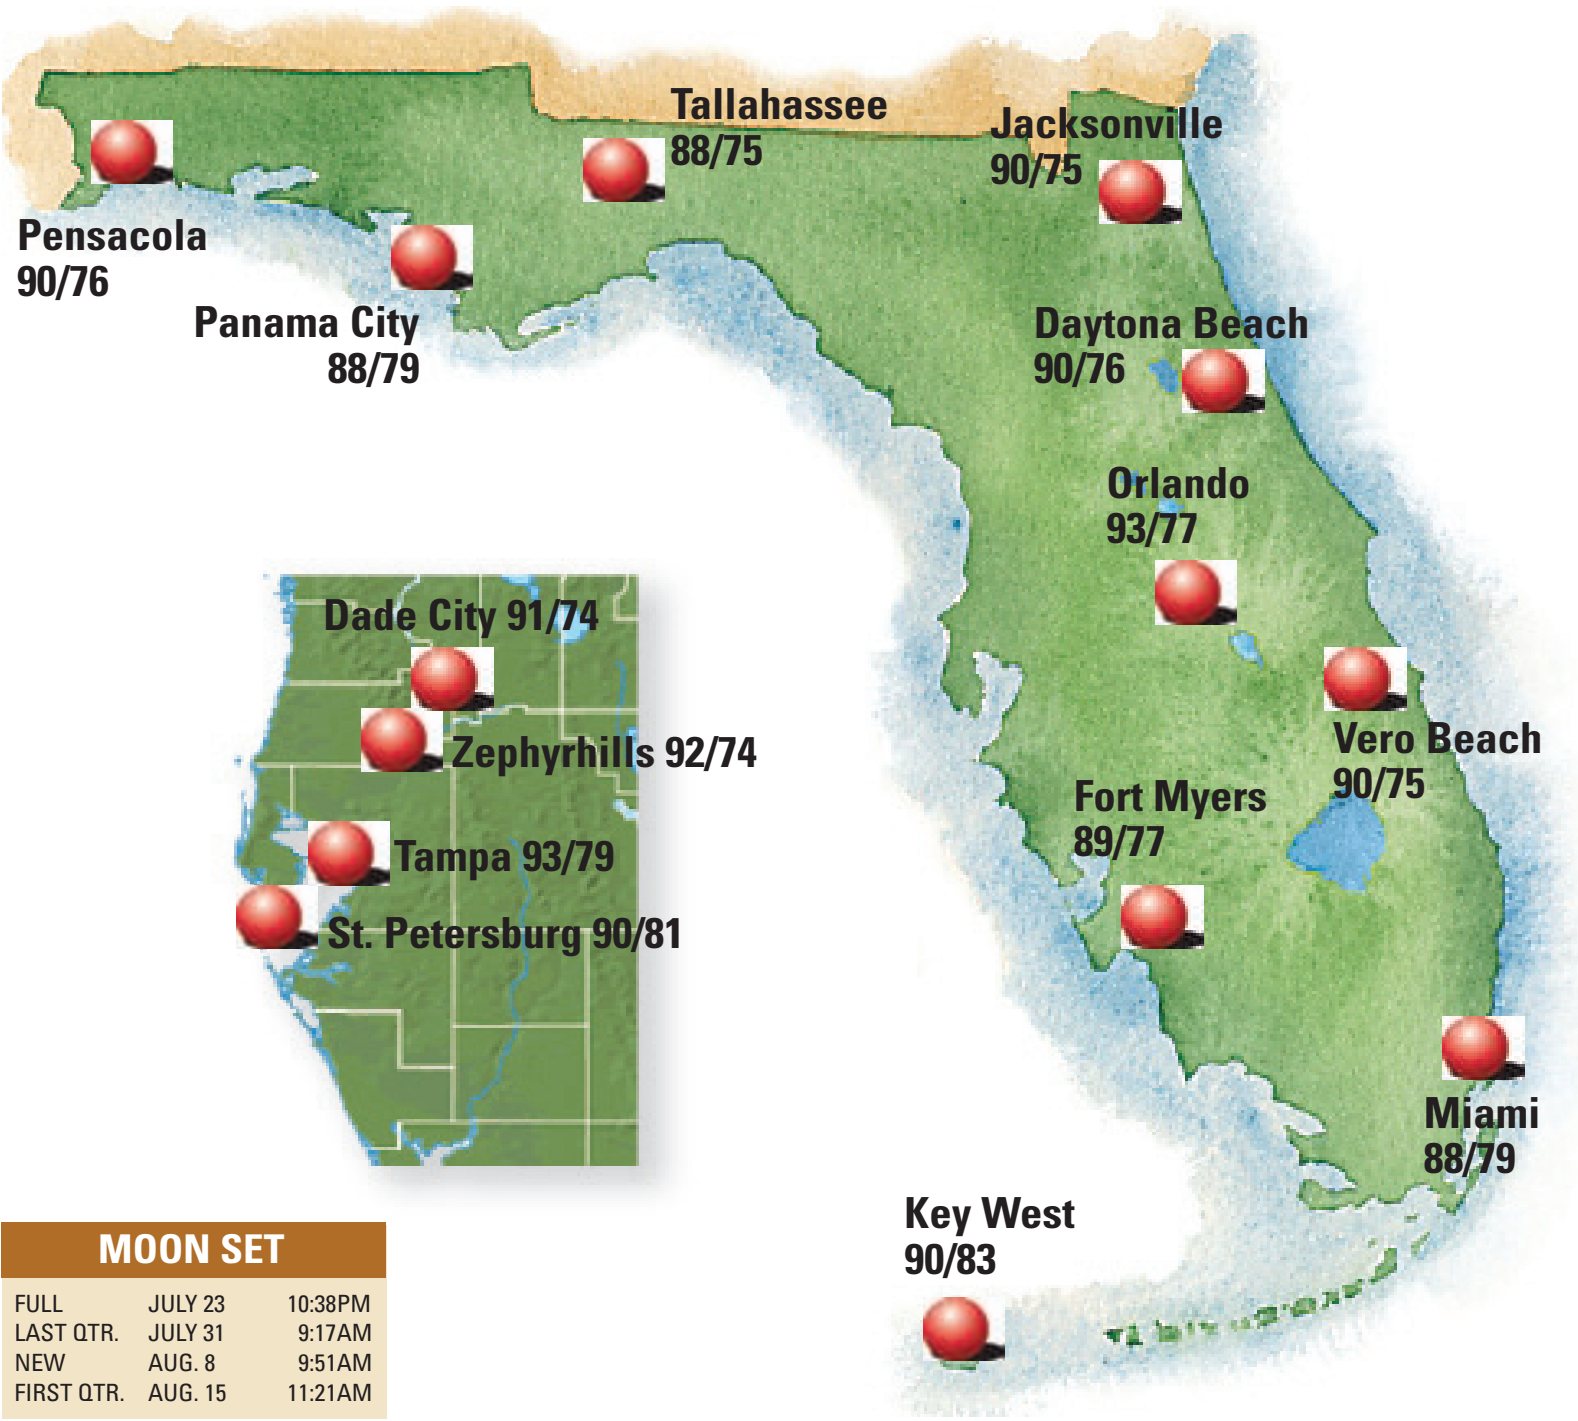 Tallahassee
88/75
Jacksonville
90/75
Pensacola
90/76
Panama City
88/79
Daytona Beach
90/76
Orlando
93/77
Dade City 91/74
Zephyrhills 92/74
Tampa 93/79
St. Petersburg 90/81
Vero Beach
90/75
Fort Myers
89/77
Miami
88/79
Key West
90/83
MOON SET
FULL JULY 23 10:38PM
LAST QTR. JULY 31 9:17AM
NEW AUG. 8 9:51AM
FIRST QTR. AUG. 15 11:21AM